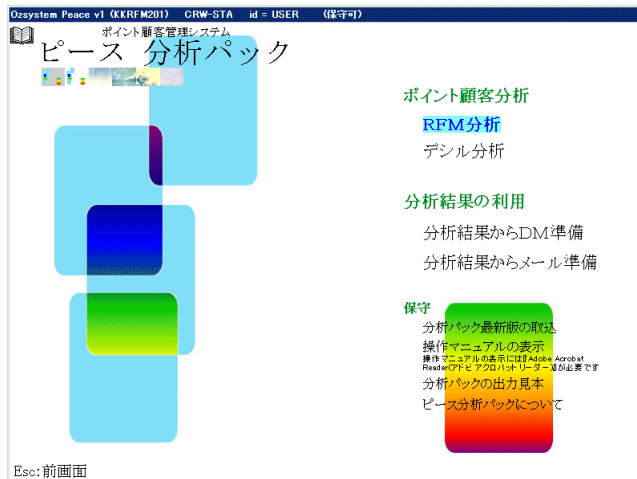 Ozsystem Peace v1 (KKRFM201) CRW-STA id = USER (保守可)
ポイント顧客管理システム
ピース 分析パック
ポイント顧客分析
RFM分析
デシル分析
分析結果の利用
分析結果からDM準備
分析結果からメール準備
保守
分析パック最新版の取込
操作マニュアルの表示
操作マニュアルの表示には『Adobe Acrobat
Reader(アドビ アクロバット リーダー)』が必要です
分析パックの出力見本
ピース分析パックについて
Esc:前画面